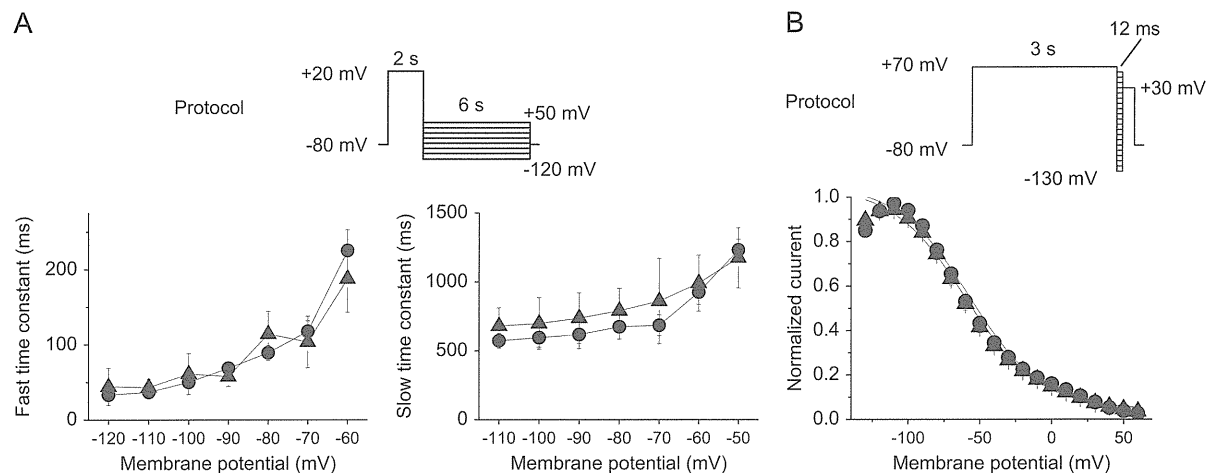 A
2 s
+20 mV
Protocol
6 s
+50 mV
-80 mV
-120 mV
Fast time constant (ms)
200
100
0
-120 -110 -100 -90 -80 -70 -60
Membrane potential (mV)
Slow time constant (ms)
1500
1000
500
0
-110 -100 -90 -80 -70 -60 -50
Membrane potential (mV)
B
12 ms
3 s
+70 mV
+30 mV
Protocol
-80 mV
-130 mV
Normalized cuurent
1.0
0.8
0.6
0.4
0.2
0.0
-100 -50 0 50
Membrane potential (mV)